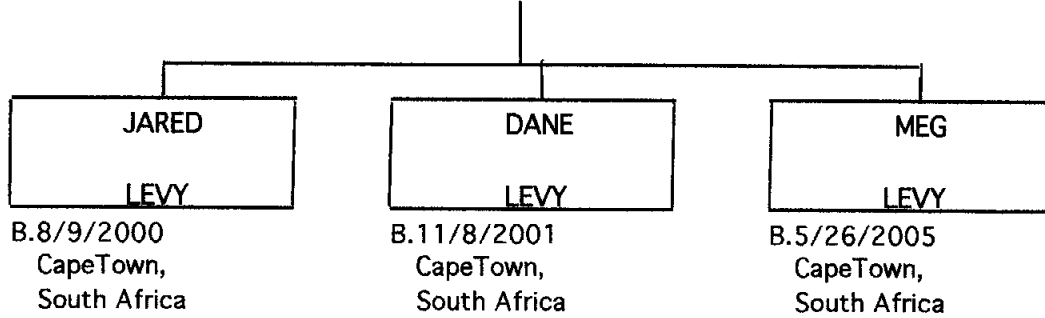 JARED
LEVY
B.8/9/2000
CapeTown,
South Africa
DANE
LEVY
B.11/8/2001
CapeTown,
South Africa
MEG
LEVY
B.5/26/2005
CapeTown,
South Africa